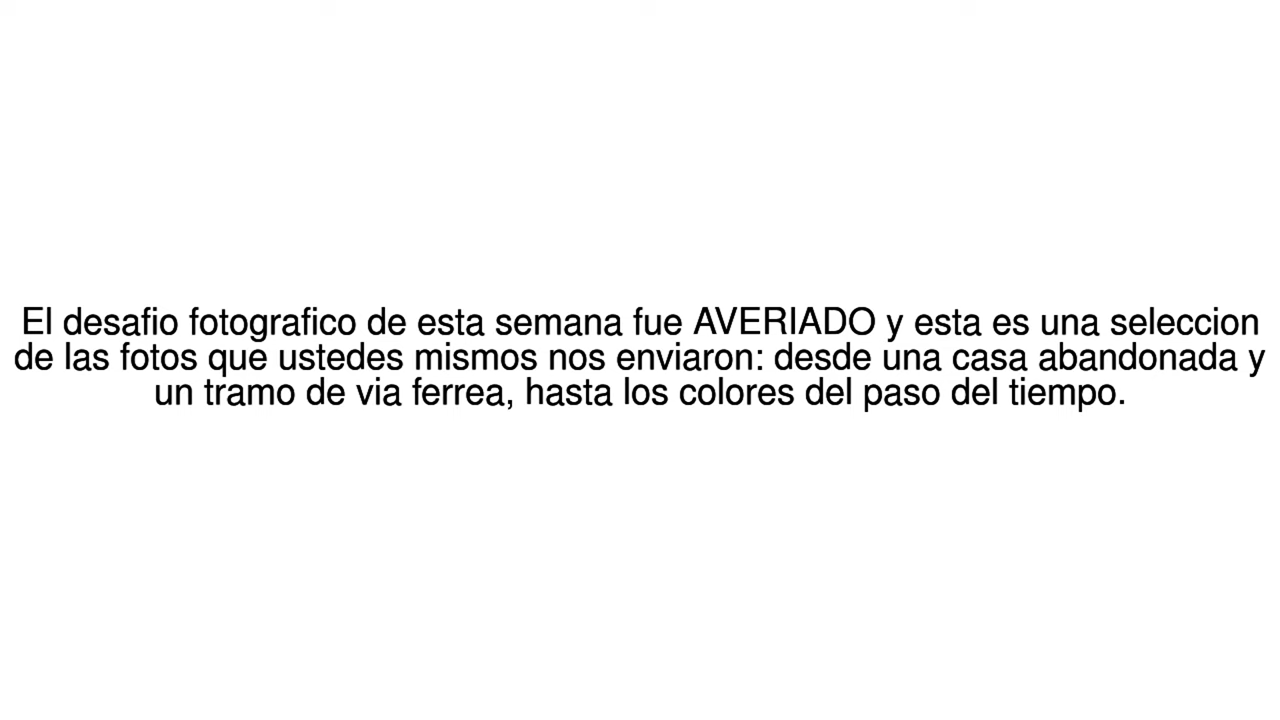 El desafio fotografico de esta semana fue AVERIADO y esta es una seleccion
de las fotos que ustedes mismos nos enviaron: desde una casa abandonada y
un tramo de via ferrea, hasta los colores del paso del tiempo.